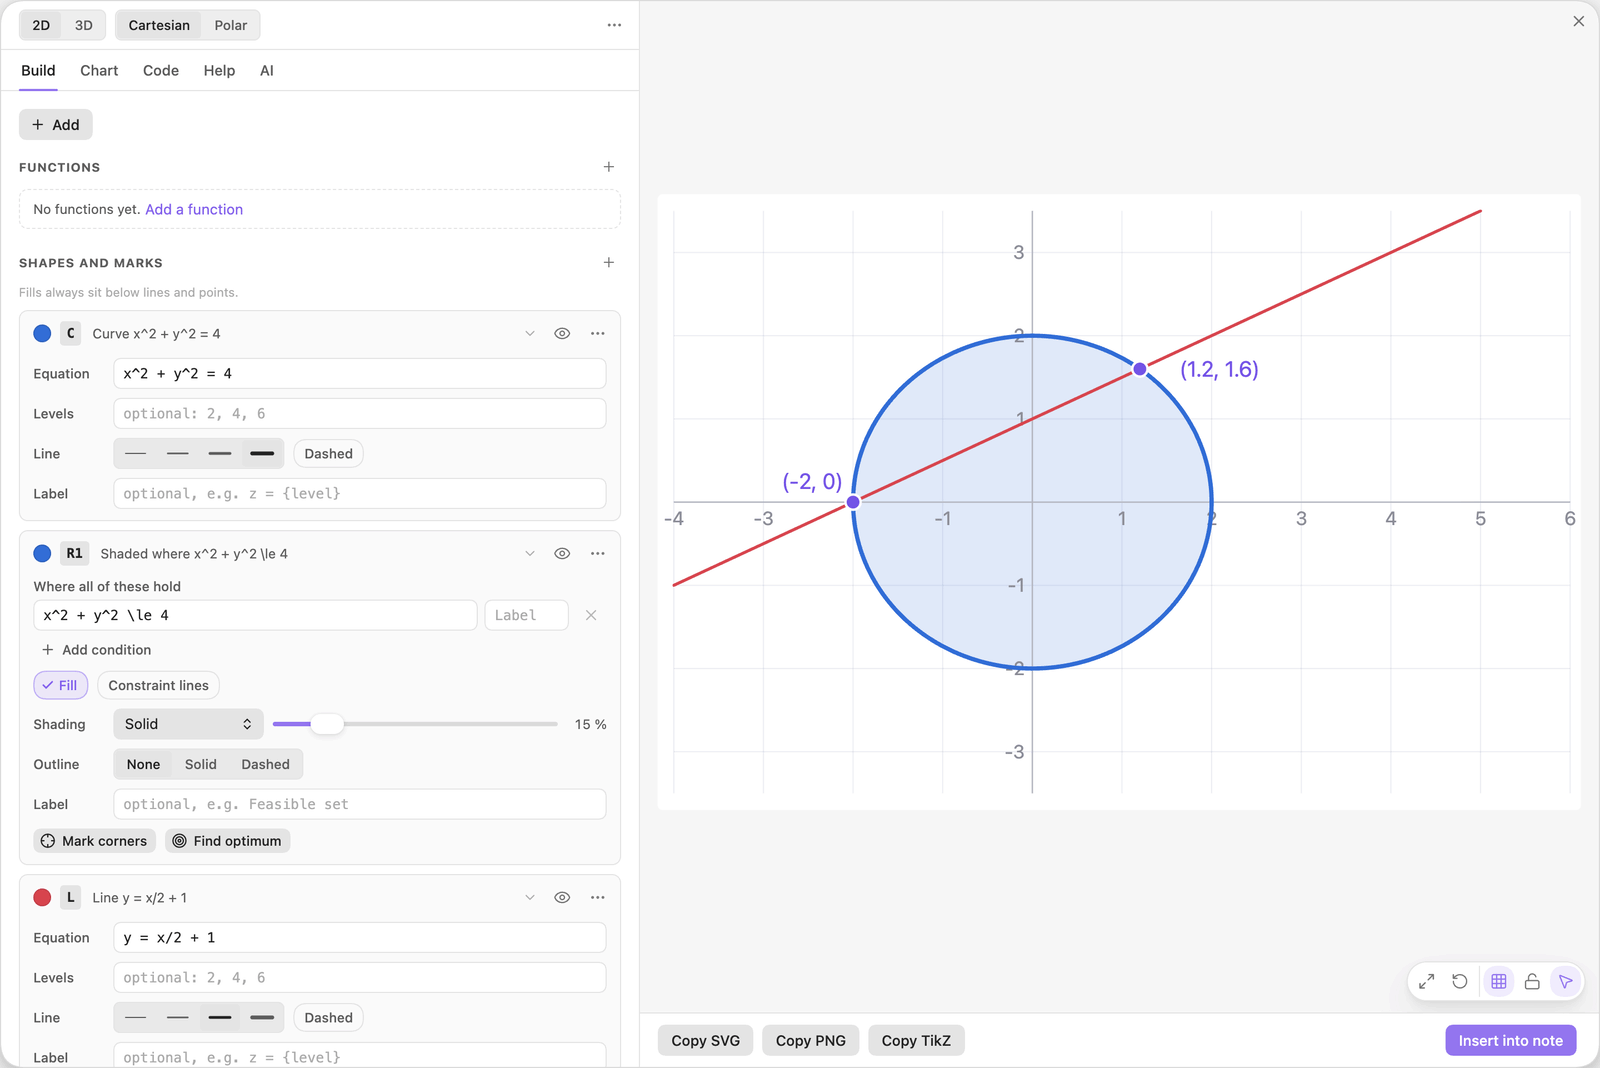 2D 3D Cartesian Polar
Build Chart Code Help AI
+ Add
FUNCTIONS
No functions yet. Add a function
SHAPES AND MARKS
Fills always sit below lines and points.
C Curve x^2 + y^2 = 4
Equation x^2 + y^2 = 4
Levels optional: 2, 4, 6
Line Dashed
Label optional, e.g. z = {level}
R1 Shaded where x^2 + y^2 \le 4
Where all of these hold
x^2 + y^2 \le 4 Label
+ Add condition
Fill Constraint lines
Shading Solid 15 %
Outline None Solid Dashed
Label optional, e.g. Feasible set
Mark corners Find optimum
L Line y = x/2 + 1
Equation y = x/2 + 1
Levels optional: 2, 4, 6
Line Dashed
Label optional, e.g. z = {level}
3
2
(1.2, 1.6)
1
(-2, 0)
-4 -3 -1 1 2 3 4 5 6
-1
-2
-3
Copy SVG Copy PNG Copy TikZ Insert into note